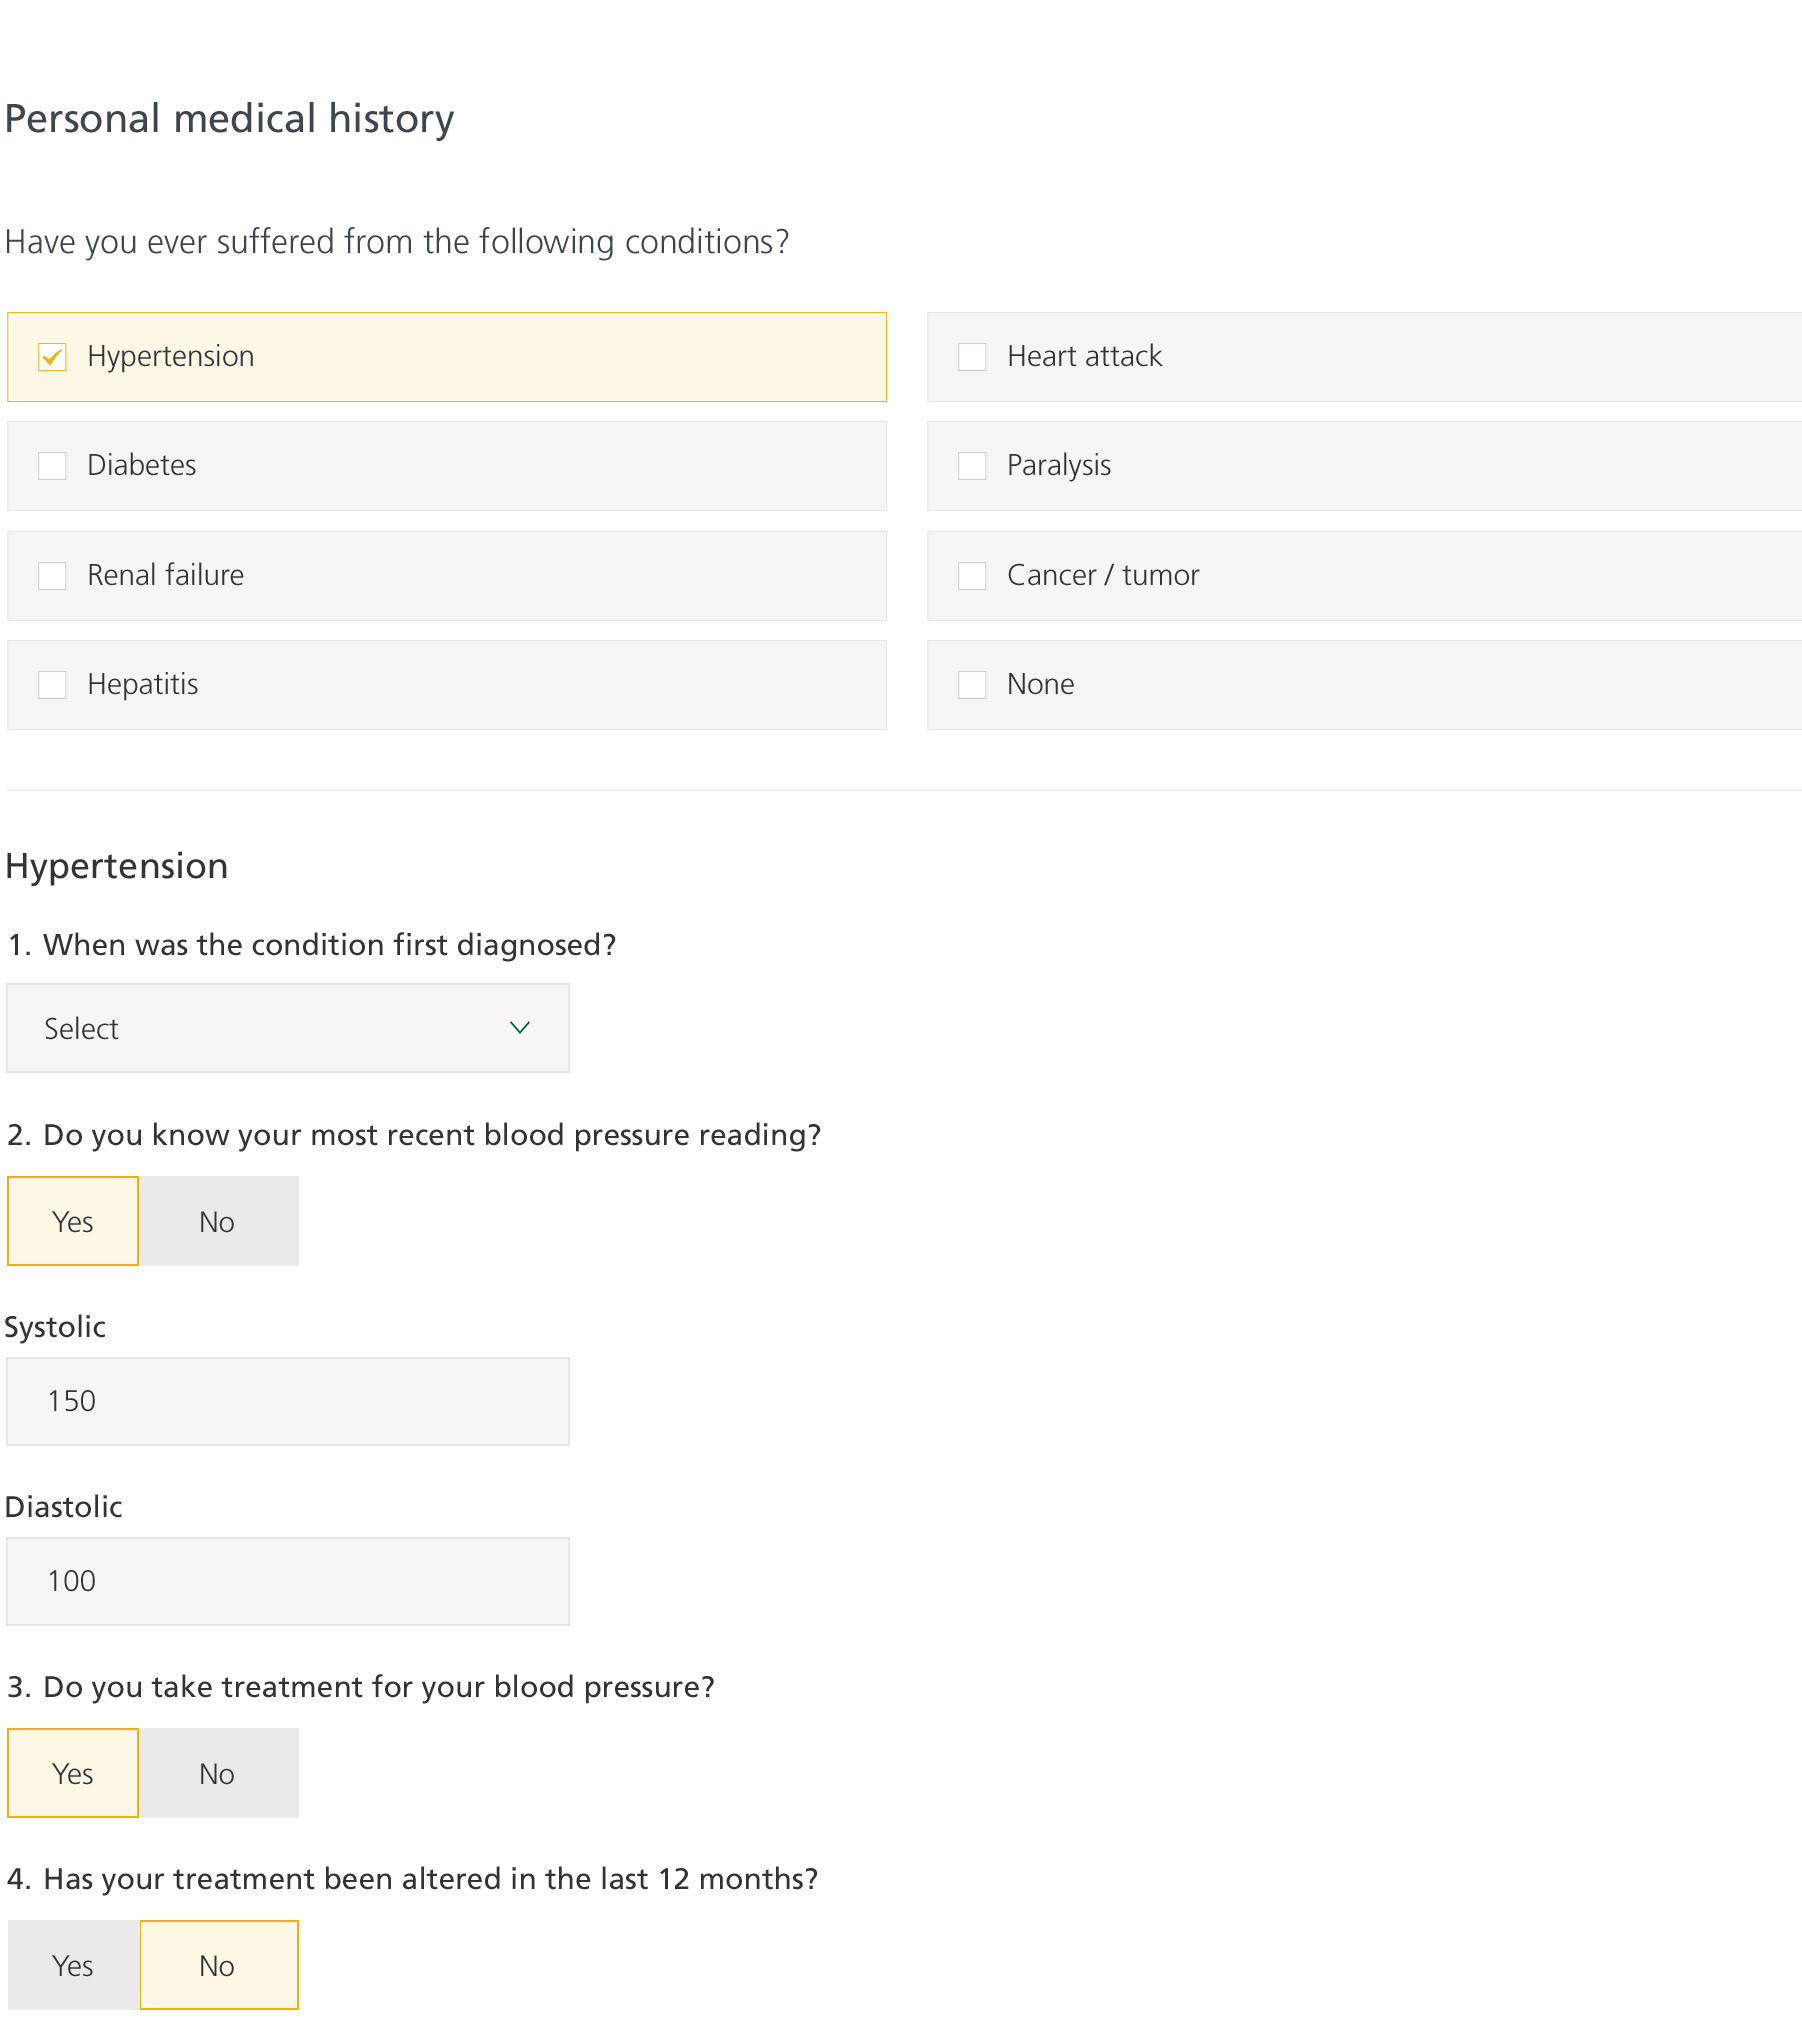 Personal medical history
Have you ever suffered from the following conditions?
Hypertension
Heart attack
Diabetes
Paralysis
Renal failure
Cancer / tumor
Hepatitis
None
Hypertension
1. When was the condition first diagnosed?
Select
2. Do you know your most recent blood pressure reading?
Yes No
Systolic
150
Diastolic
100
3. Do you take treatment for your blood pressure?
Yes No
4. Has your treatment been altered in the last 12 months?
Yes No